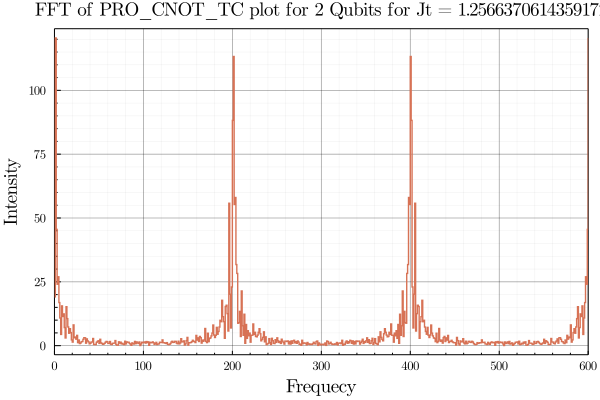 FFT of PRO_CNOT_TC plot for 2 Qubits for Jt = 1.256637061435917
100
75
50
25
0
Intensity
0 100 200 300 400 500 600
Frequecy